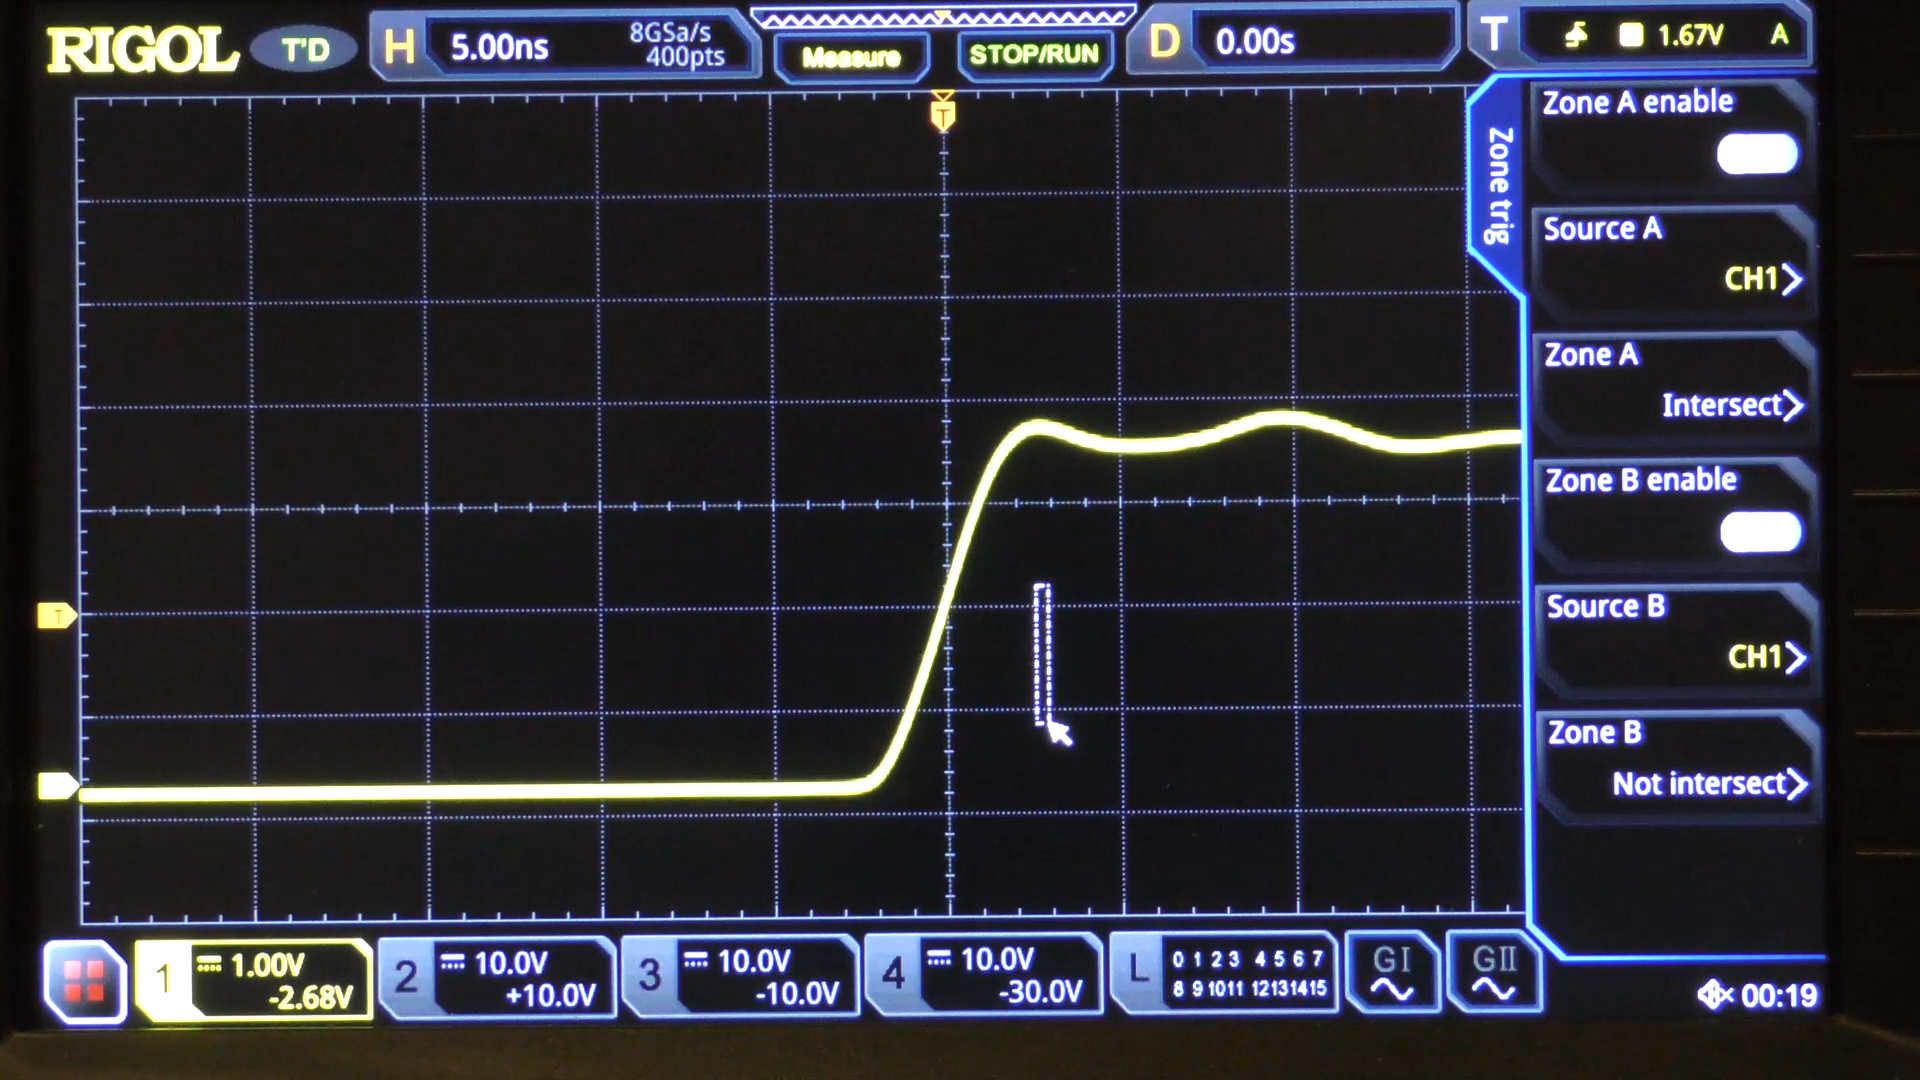 RIGOL T'D H 5.00ns 8GSa/s 400pts Measure STOP/RUN D 0.00s T 1.67V A
T
Zone trig
Zone A enable
Source A
CH1
Zone A
Intersect
Zone B enable
Source B
CH1
Zone B
Not intersect
T
1 1.00V -2.68V
2 10.0V +10.0V
3 10.0V -10.0V
4 10.0V -30.0V
L 0 1 2 3 4 5 6 7
8 9 10 11 12 13 14 15
GI
GII
00:19